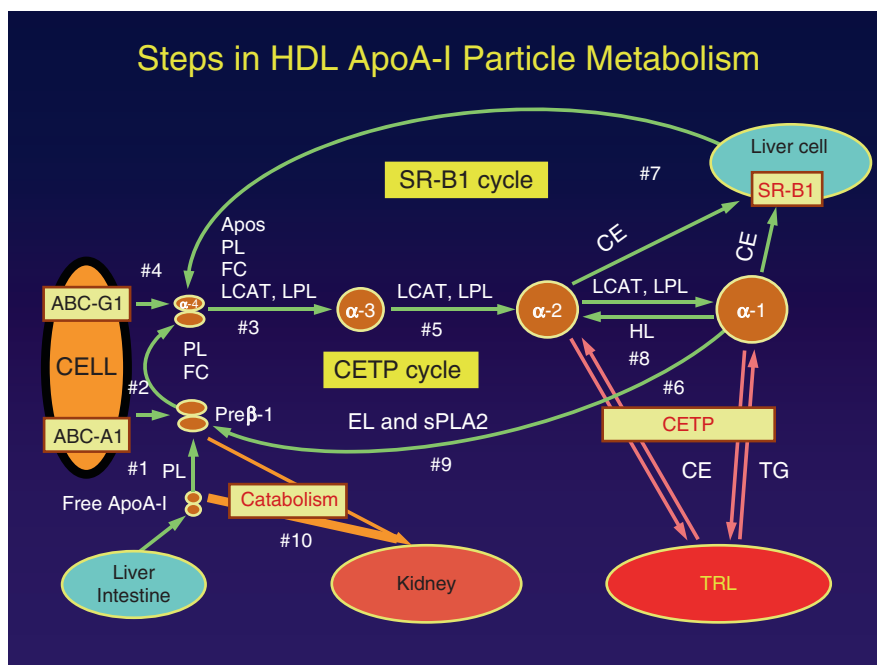 Steps in HDL ApoA-I Particle Metabolism
Liver cell
SR-B1
SR-B1 cycle
#7
Apos
PL
FC
LCAT, LPL
#3
#4
ABC-G1
α-4
α-3
LCAT, LPL
#5
α-2
CE
CE
LCAT, LPL
HL
#8
α-1
CELL
PL
FC
CETP cycle
#2
#6
ABC-A1
Preβ-1
EL and sPLA2
#9
CETP
#1
PL
CE
TG
Free ApoA-I
Catabolism
#10
Liver
Intestine
Kidney
TRL